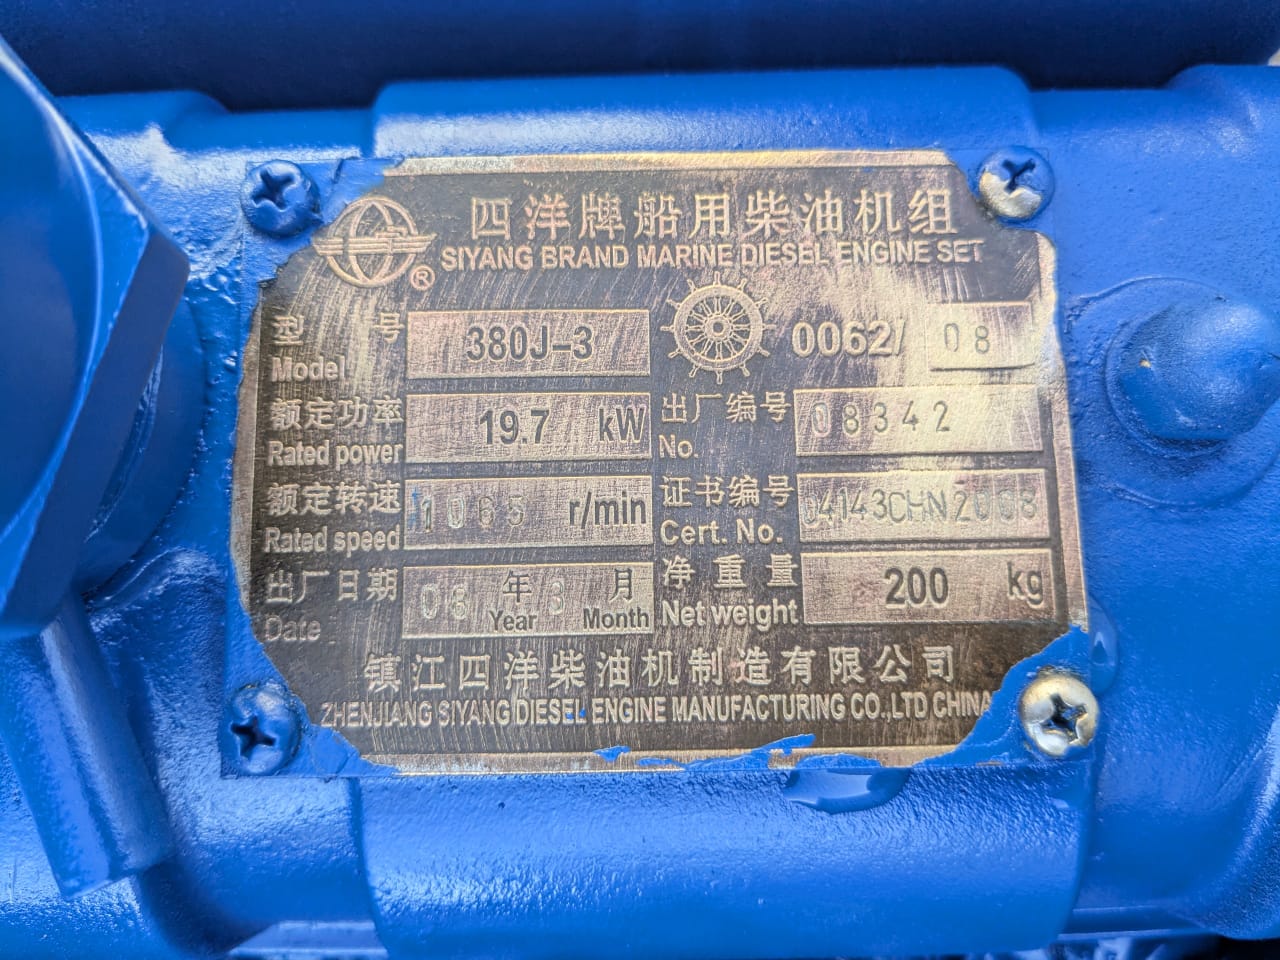 四洋牌船用柴油机组
SIYANG BRAND MARINE DIESEL ENGINE SET
®
型 号 380J-3
Model
0062/ 08
额定功率 19.7 kW
Rated power
出厂编号 08342
No.
额定转速 1065 r/min
Rated speed
证书编号 04143CHN2008
Cert. No.
出厂日期 08 年 3 月
Date Year Month
净重量 200 kg
Net weight
镇江四洋柴油机制造有限公司
ZHENJIANG SIYANG DIESEL ENGINE MANUFACTURING CO.,LTD CHINA